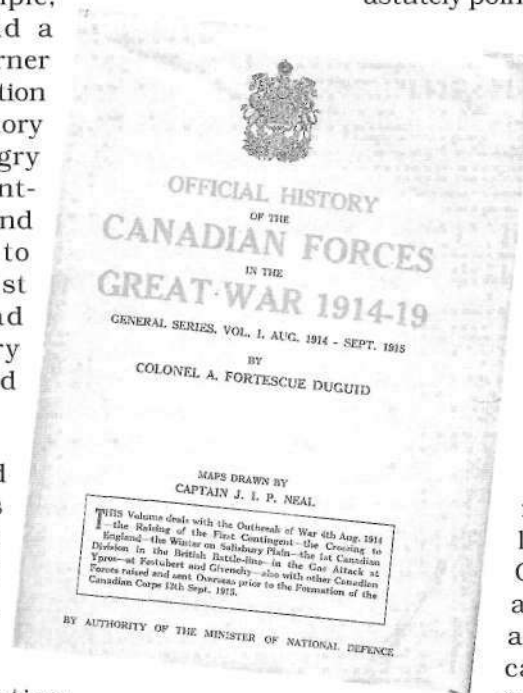 OFFICIAL HISTORY
OF THE
CANADIAN FORCES
IN THE
GREAT WAR 1914-19
GENERAL SERIES, VOL. 1, AUG. 1914 - SEPT. 1915
BY
COLONEL A. FORTESCUE DUGUID
MAPS DRAWN BY
CAPTAIN J. I. P. NEAL
THIS Volume deals with the Outbreak of War 4th Aug. 1914
—the Raising of the First Contingent—the Crossing to
England—the Winter on Salisbury Plain—the 1st Canadian
Division in the British Battle-line—in the Gas Attack at
Ypres—at Festubert and Givenchy—also with other Canadian
Forces raised and sent Overseas prior to the Formation of the
Canadian Corps 13th Sept. 1915.
BY AUTHORITY OF THE MINISTER OF NATIONAL DEFENCE